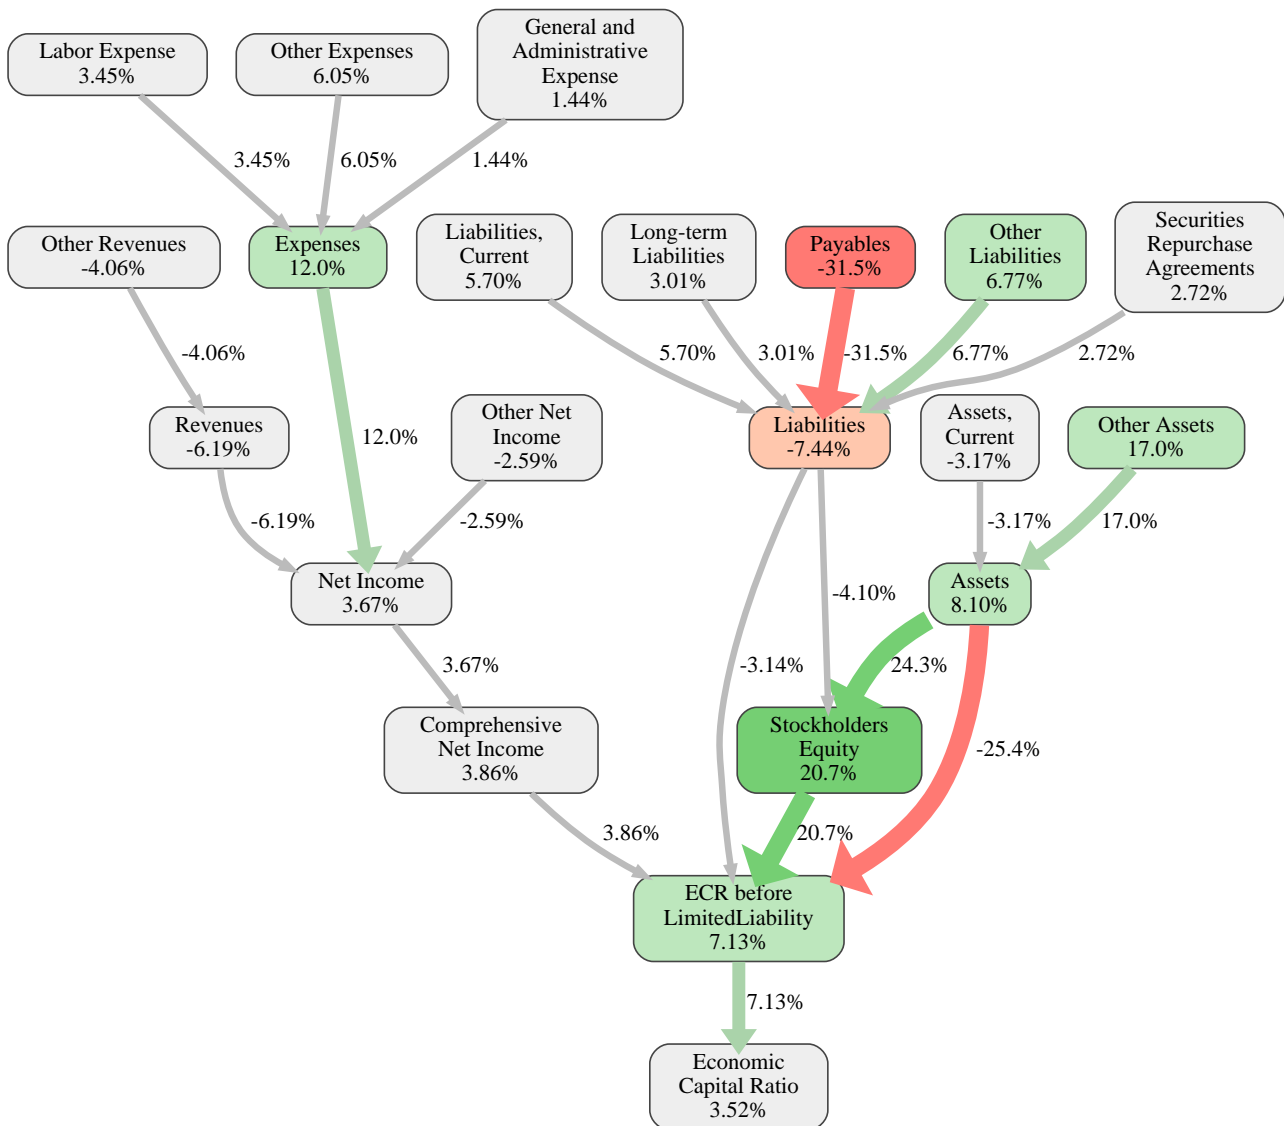 Labor Expense
3.45%
Other Expenses
6.05%
General and
Administrative
Expense
1.44%
3.45%
6.05%
1.44%
Other Revenues
-4.06%
Expenses
12.0%
Liabilities,
Current
5.70%
Long-term
Liabilities
3.01%
Payables
-31.5%
Other
Liabilities
6.77%
Securities
Repurchase
Agreements
2.72%
-4.06%
5.70%
3.01%
-31.5%
6.77%
2.72%
Revenues
-6.19%
12.0%
Other Net
Income
-2.59%
Liabilities
-7.44%
Assets,
Current
-3.17%
Other Assets
17.0%
-6.19%
-2.59%
-3.17%
17.0%
Net Income
3.67%
-4.10%
Assets
8.10%
3.67%
-3.14%
24.3%
Comprehensive
Net Income
3.86%
Stockholders
Equity
20.7%
-25.4%
3.86%
20.7%
ECR before
LimitedLiability
7.13%
7.13%
Economic
Capital Ratio
3.52%